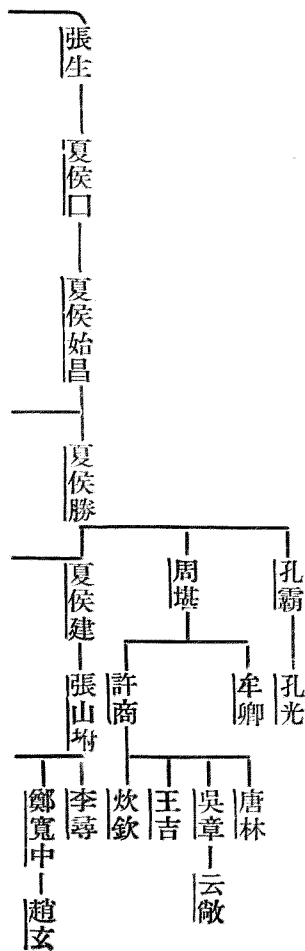 張生
夏侯囗
夏侯始昌
夏侯勝
孔霸
周堪
夏侯建
孔光
牟卿
許商
張山坿
唐林
吳章
云敞
王吉
炊欽
李尋
鄭寬中
趙玄